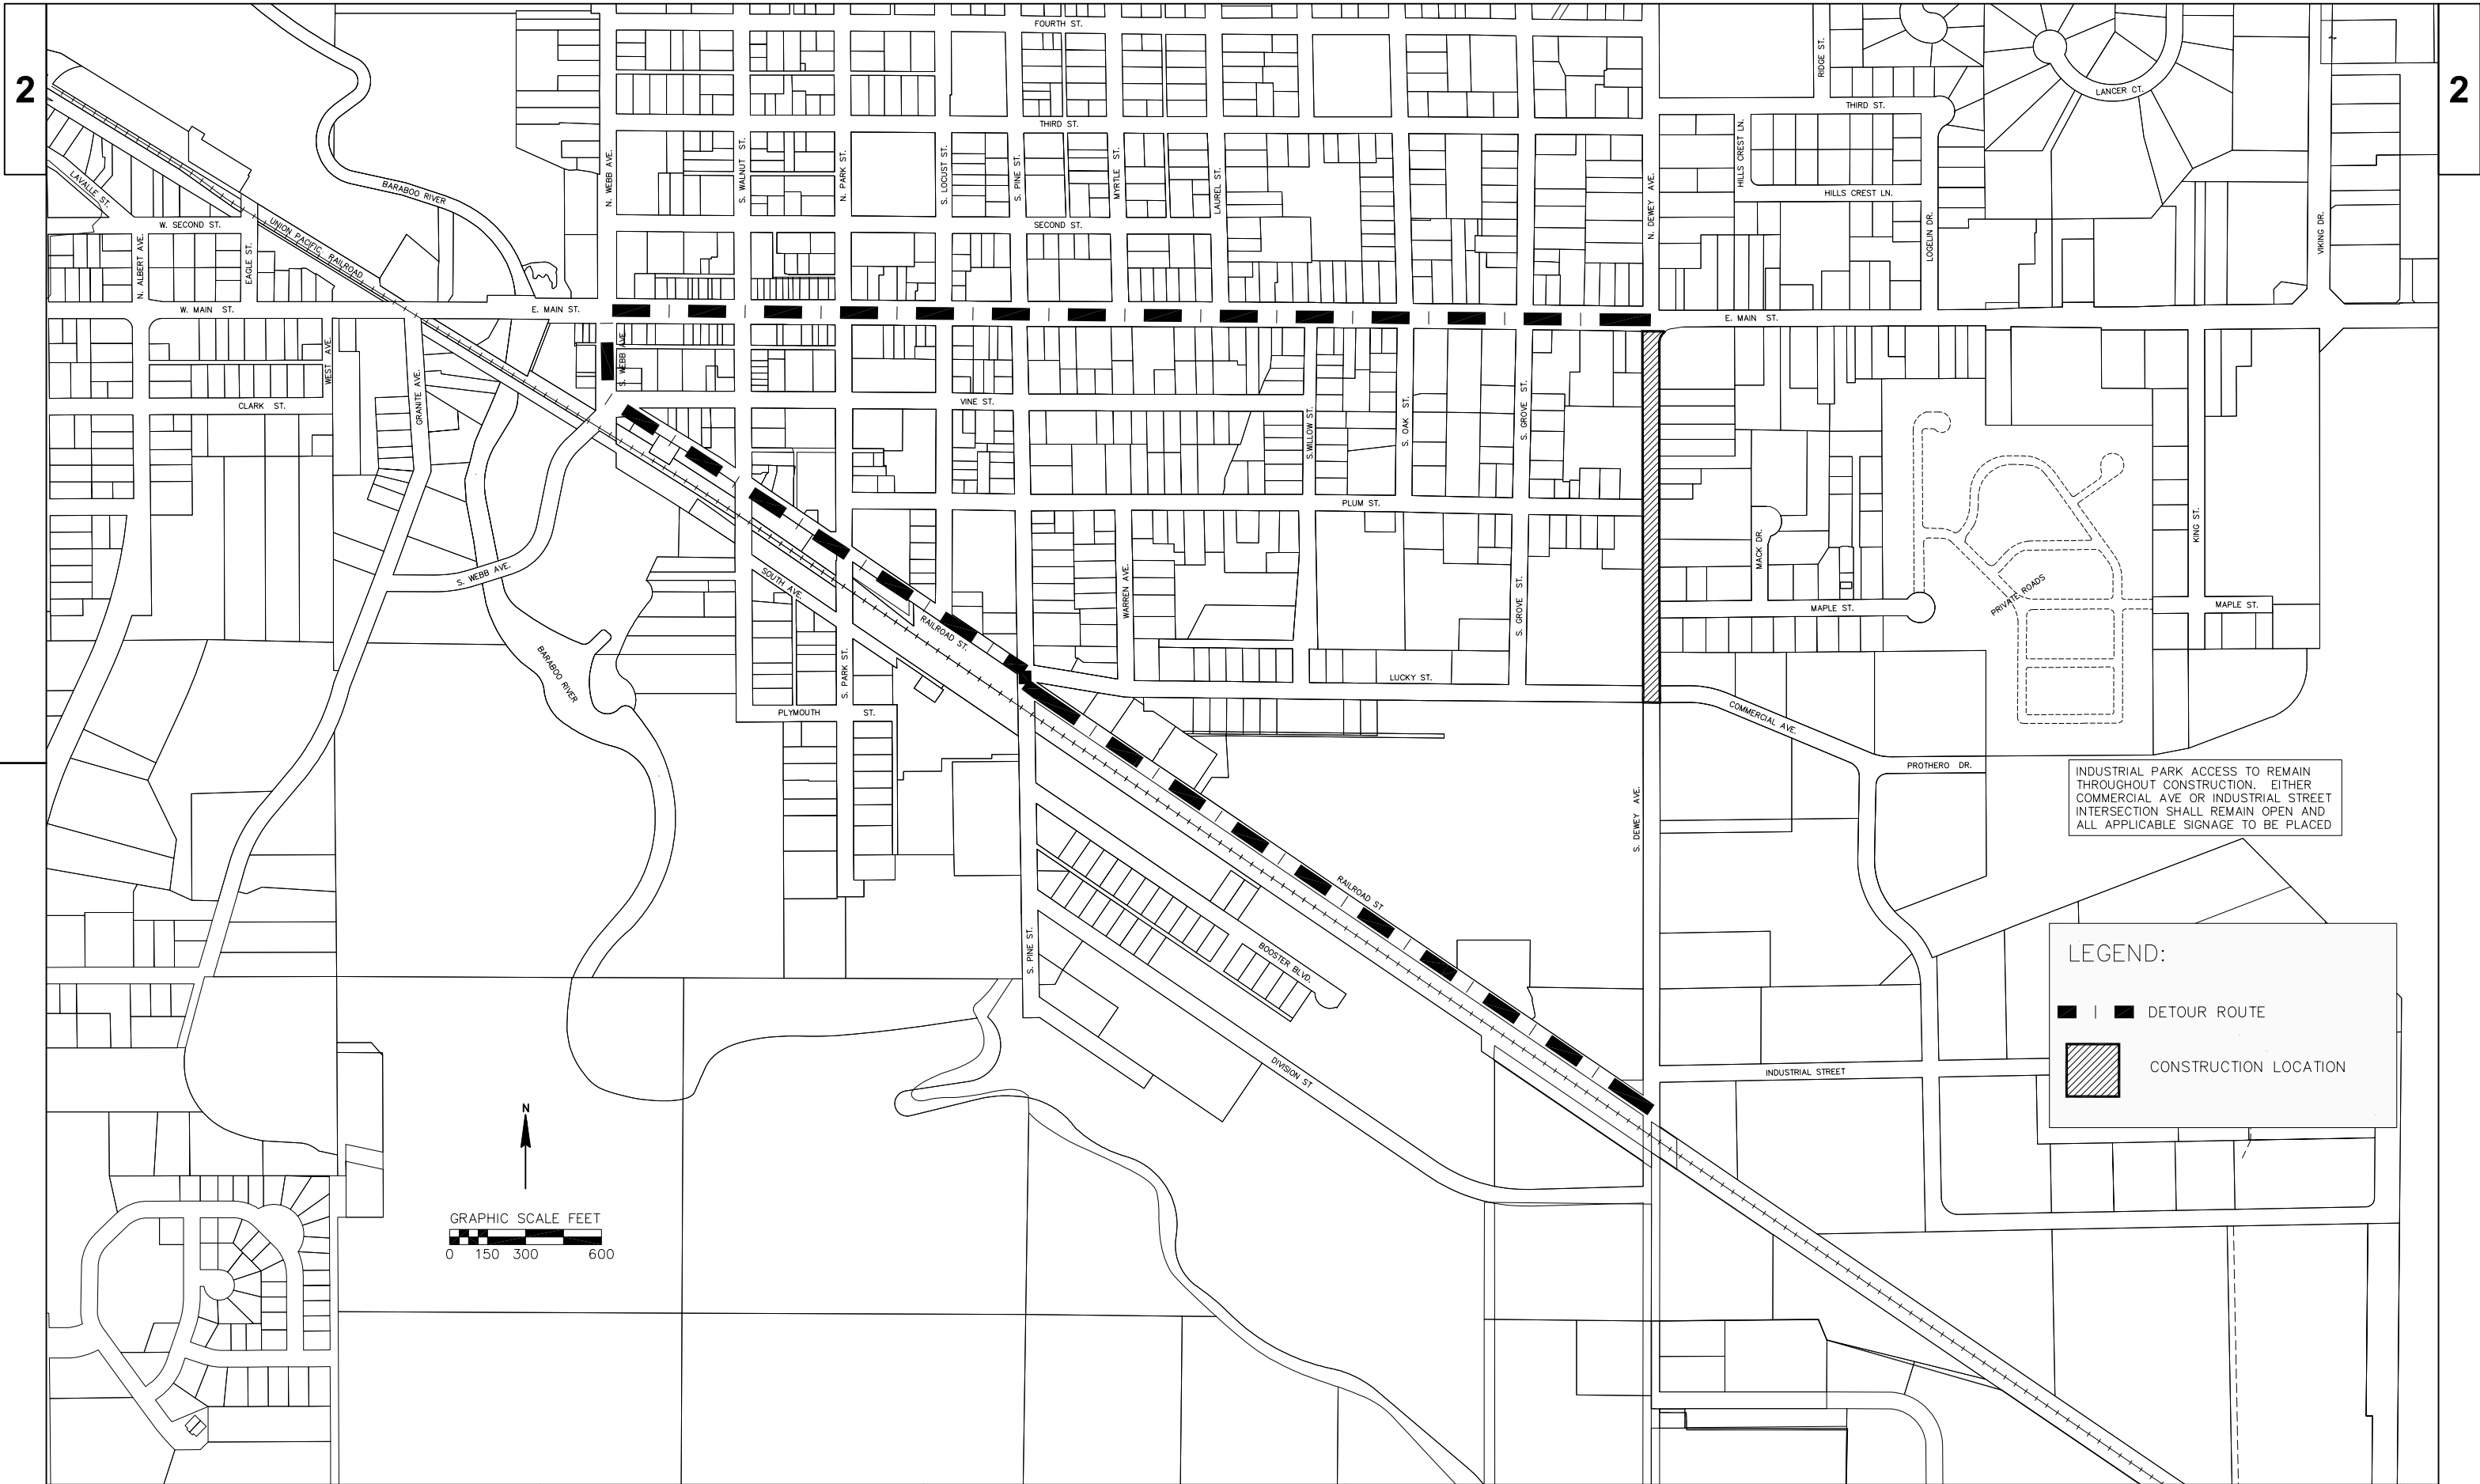 2
2
FOURTH ST.
RIDGE ST.
LANCER CT.
THIRD ST.
THIRD ST.
LAVALLE ST.
BARABOO RIVER
N. WEBB AVE.
S. WALNUT ST.
N. PARK ST.
S. LOCUST ST.
S. PINE ST.
MYRTLE ST.
LAUREL ST.
N. DEWEY AVE.
HILLS CREST LN.
HILLS CREST LN.
LOGELIN DR.
VIKING DR.
W. SECOND ST.
UNION PACIFIC
RAILROAD
SECOND ST.
N. ALBERT AVE.
EAGLE ST.
W. MAIN ST.
E. MAIN ST.
E. MAIN ST.
WEST AVE.
GRANITE AVE.
S. WEBB AVE.
CLARK ST.
VINE ST.
S.WILLOW ST.
S. OAK ST.
S. GROVE ST.
PLUM ST.
MACK DR.
KING ST.
S. WEBB AVE.
SOUTH AVE.
WARREN AVE.
S. GROVE ST.
MAPLE ST.
PRIVATE ROADS
MAPLE ST.
RAILROAD ST.
BARABOO RIVER
S. PARK ST.
LUCKY ST.
PLYMOUTH ST.
COMMERCIAL AVE.
PROTHERO DR.
INDUSTRIAL PARK ACCESS TO REMAIN
THROUGHOUT CONSTRUCTION. EITHER
COMMERCIAL AVE OR INDUSTRIAL STREET
INTERSECTION SHALL REMAIN OPEN AND
ALL APPLICABLE SIGNAGE TO BE PLACED
S. DEWEY AVE.
RAILROAD ST
S. PINE ST.
BOOSTER BLVD.
DIVISION ST
INDUSTRIAL STREET
LEGEND:
DETOUR ROUTE
CONSTRUCTION LOCATION
N
GRAPHIC SCALE FEET
0 150 300 600